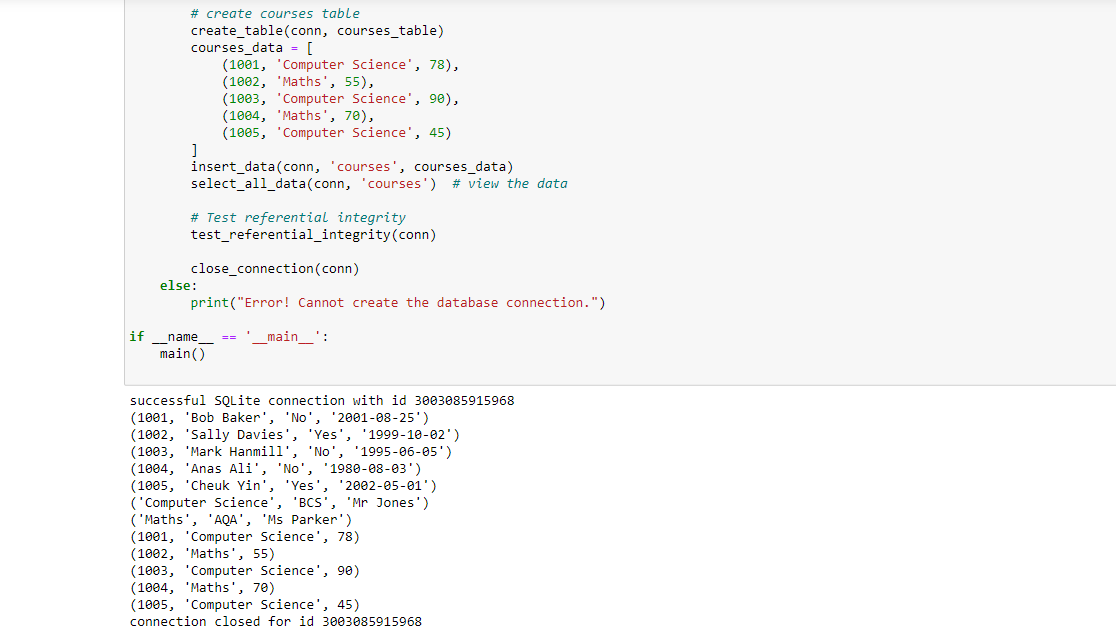 # create courses table
create_table(conn, courses_table)
courses_data = [
(1001, 'Computer Science', 78),
(1002, 'Maths', 55),
(1003, 'Computer Science', 90),
(1004, 'Maths', 70),
(1005, 'Computer Science', 45)
]
insert_data(conn, 'courses', courses_data)
select_all_data(conn, 'courses')  # view the data
# Test referential integrity
test_referential_integrity(conn)
close_connection(conn)
else:
print("Error! Cannot create the database connection.")
if __name__ == '__main__':
main()
successful SQLite connection with id 3003085915968
(1001, 'Bob Baker', 'No', '2001-08-25')
(1002, 'Sally Davies', 'Yes', '1999-10-02')
(1003, 'Mark Hanmill', 'No', '1995-06-05')
(1004, 'Anas Ali', 'No', '1980-08-03')
(1005, 'Cheuk Yin', 'Yes', '2002-05-01')
('Computer Science', 'BCS', 'Mr Jones')
('Maths', 'AQA', 'Ms Parker')
(1001, 'Computer Science', 78)
(1002, 'Maths', 55)
(1003, 'Computer Science', 90)
(1004, 'Maths', 70)
(1005, 'Computer Science', 45)
connection closed for id 3003085915968